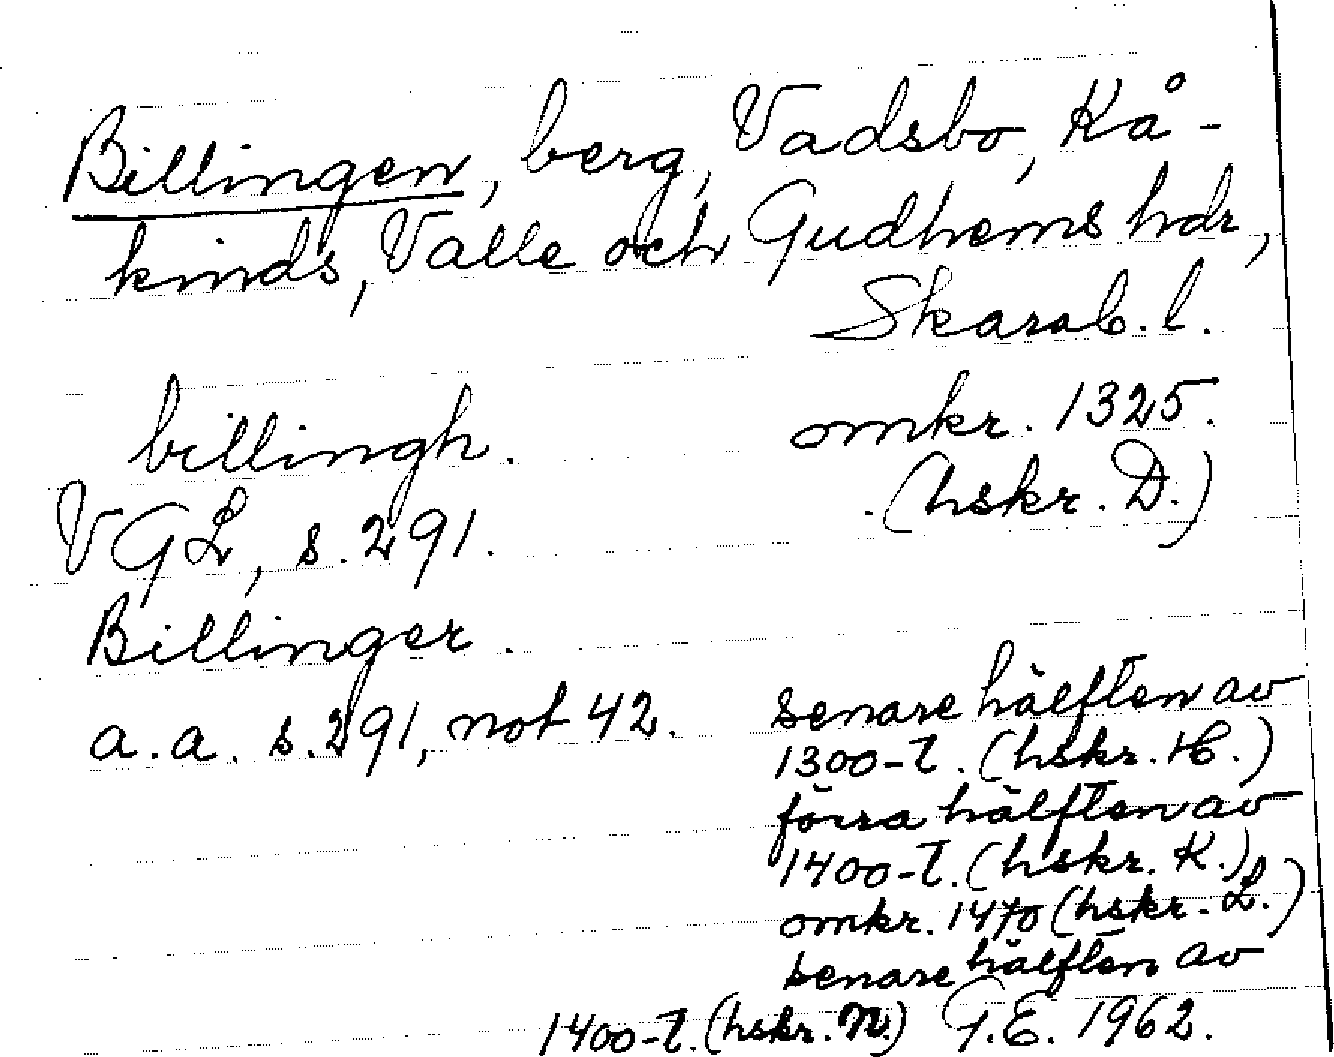 Billingen, berg, Vadsbo, Kå-
kinds, Valle och Gudhems hdr,
Skarab. l.
billingh. omkr. 1325.
VGL, s. 291. (hskr. D.)
Billinger.
a. a. s. 291, not 42. senare hälften av
1300-t. (hskr. H.)
förra hälften av
1400-t. (hskr. K.)
omkr. 1470 (hskr. L.)
senare hälften av
1400-t. (hskr. N.) G.E. 1962.